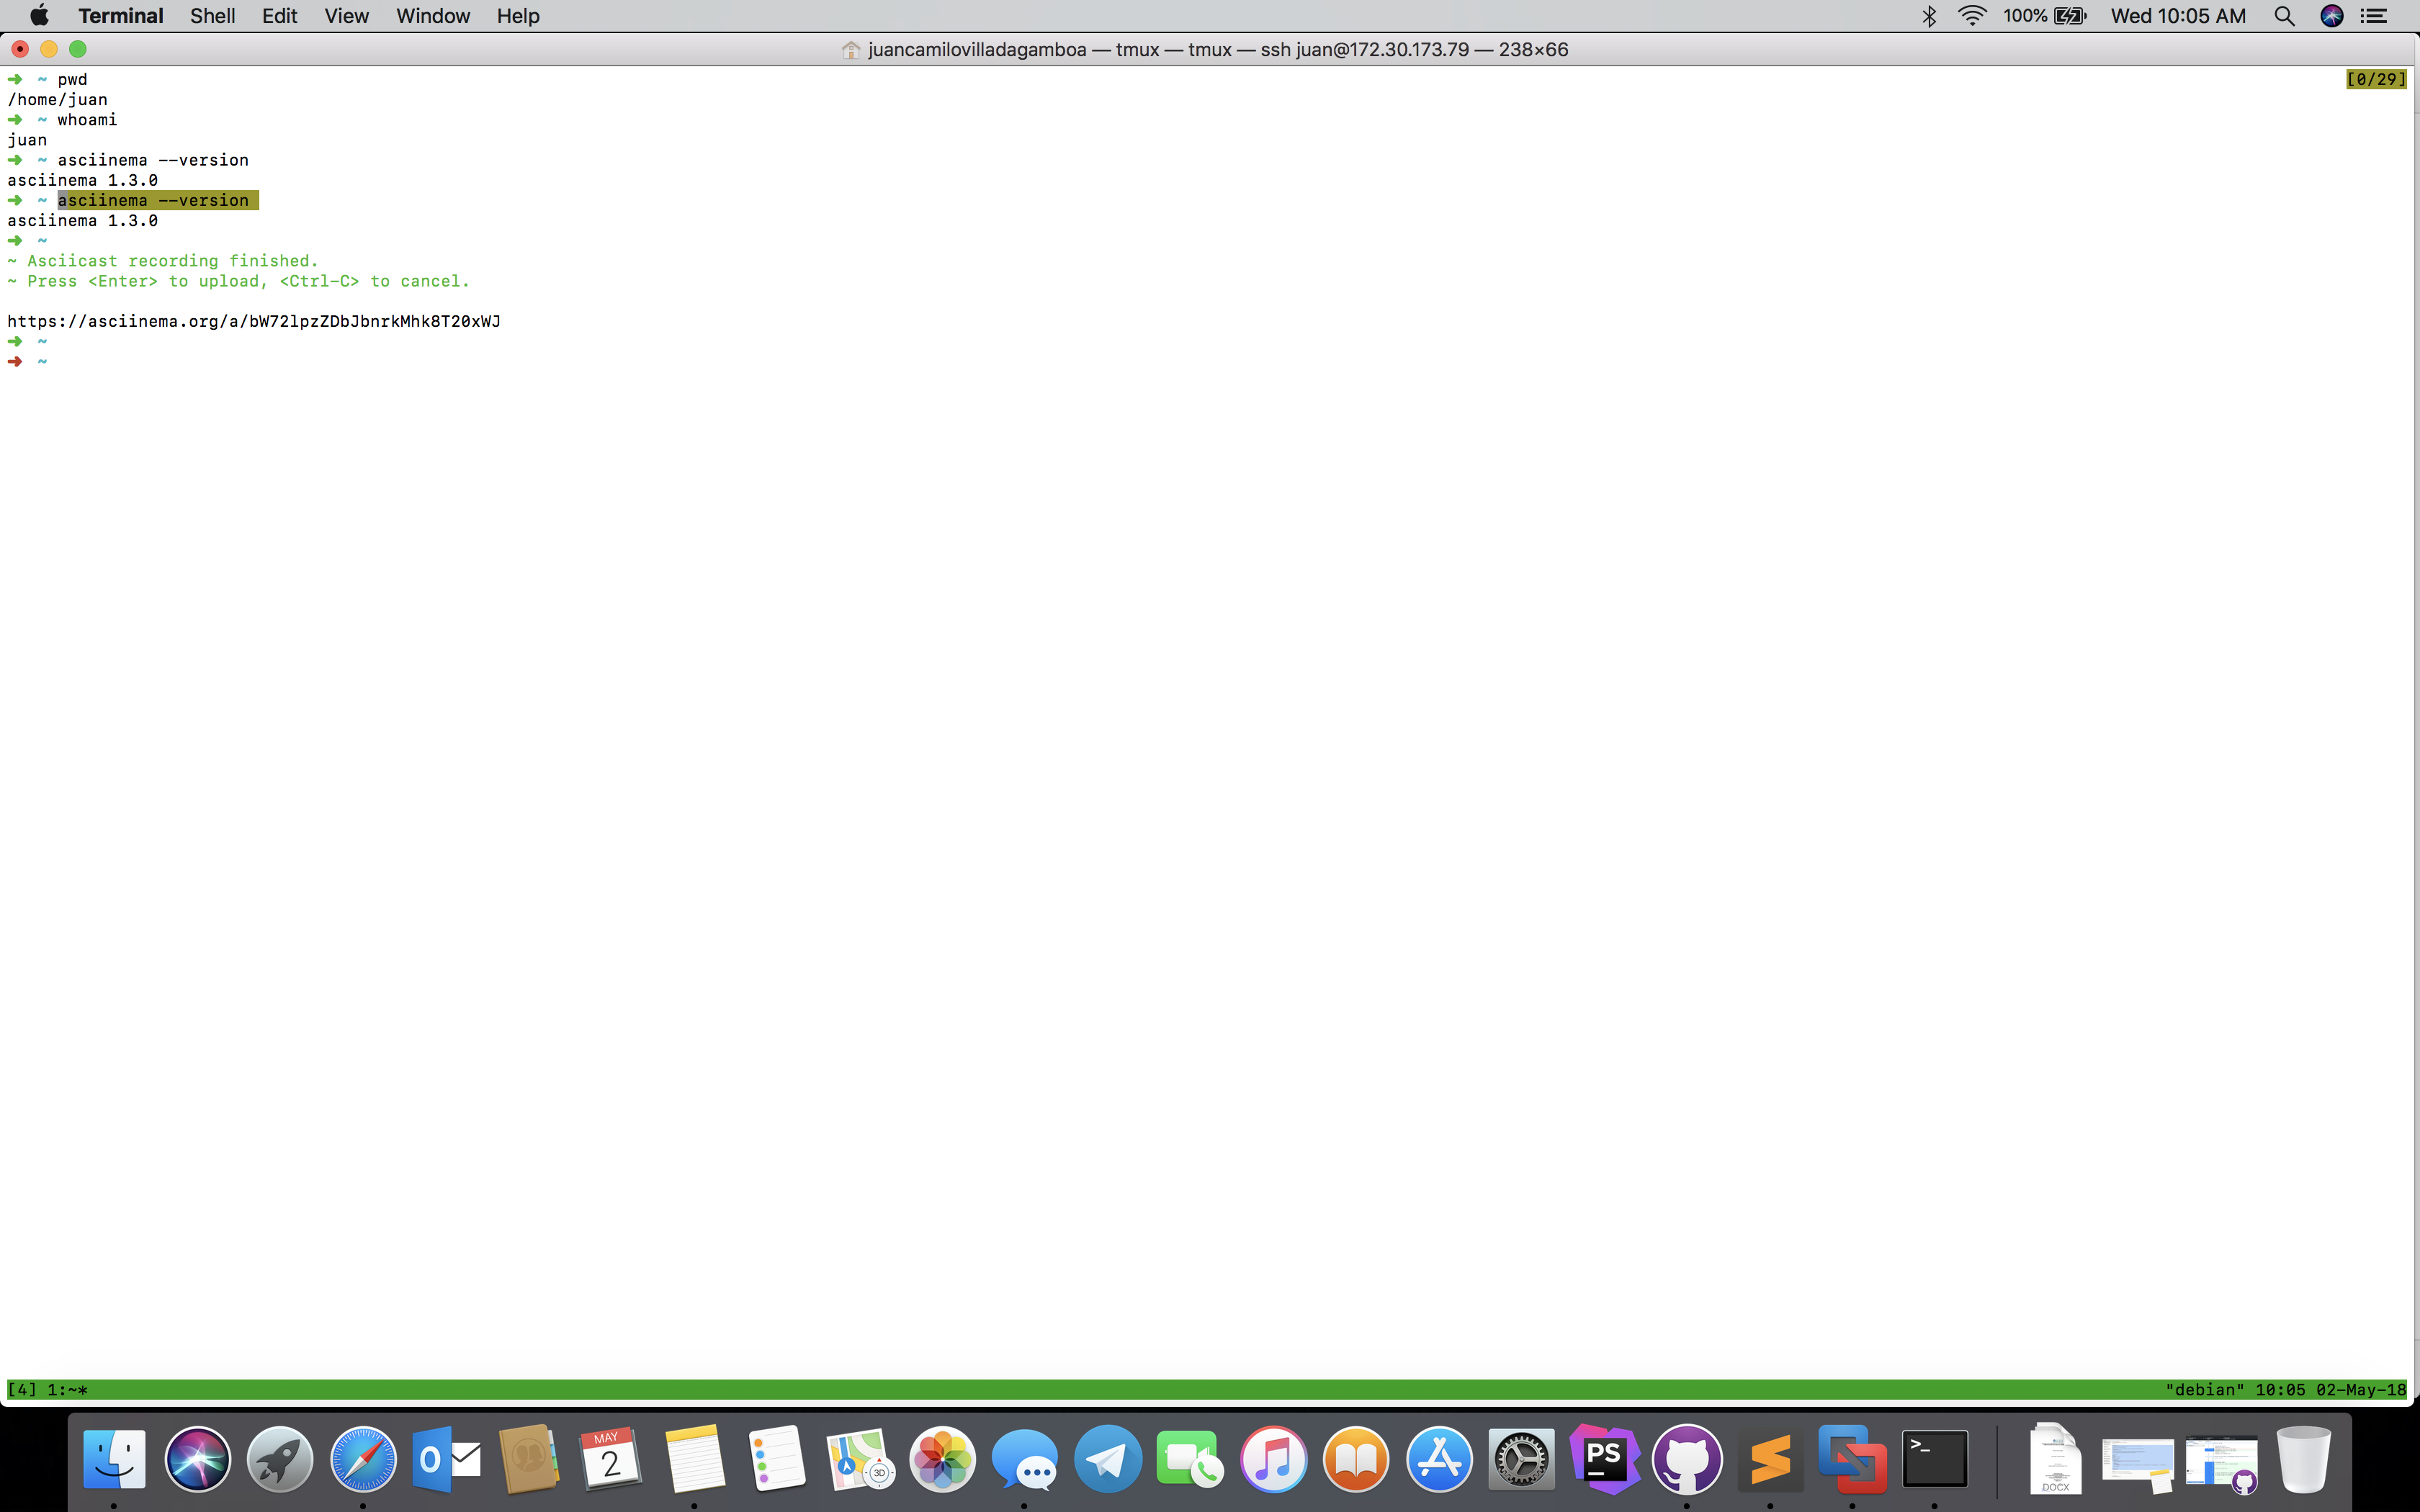 Terminal Shell Edit View Window Help 100% Wed 10:05 AM
juancamilovilladagamboa — tmux — tmux — ssh juan@172.30.173.79 — 238×66
➜ ~ pwd [0/29]
/home/juan
➜ ~ whoami
juan
➜ ~ asciinema --version
asciinema 1.3.0
➜ ~ asciinema --version
asciinema 1.3.0
➜ ~
~ Asciicast recording finished.
~ Press <Enter> to upload, <Ctrl-C> to cancel.
https://asciinema.org/a/bW72lpzZDbJbnrkMhk8T20xWJ
➜ ~
➜ ~
[4] 1:~* "debian" 10:05 02-May-18
MAY
2
3D
PS
>_
DOCX